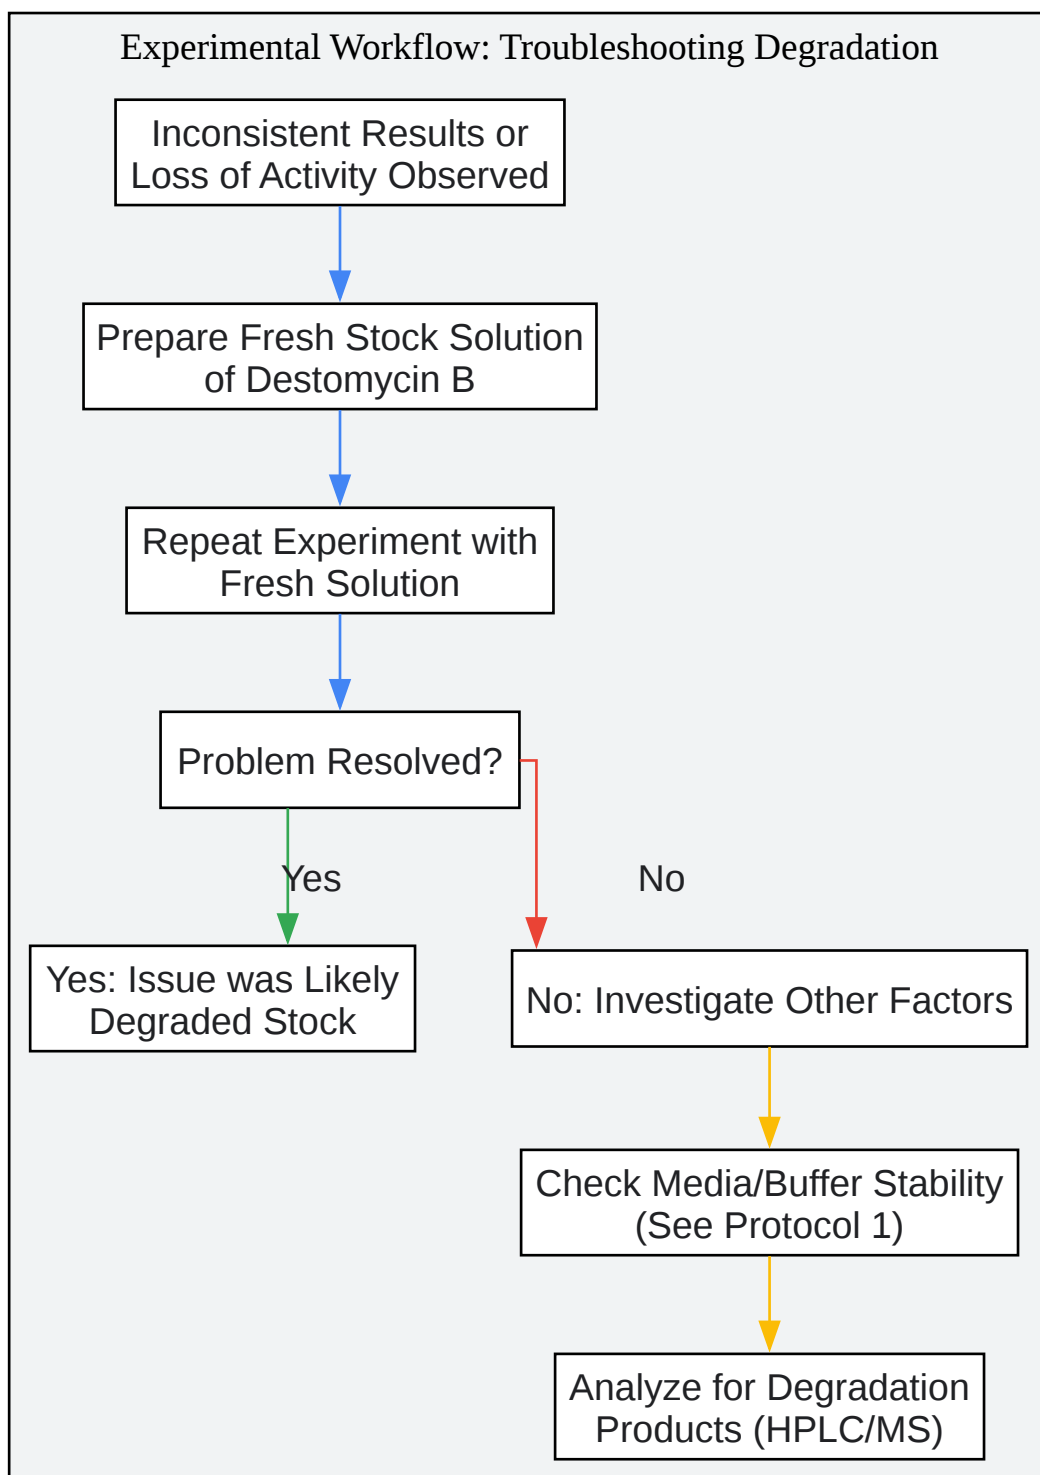 Experimental Workflow: Troubleshooting Degradation
Inconsistent Results or
Loss of Activity Observed
Prepare Fresh Stock Solution
of Destomycin B
Repeat Experiment with
Fresh Solution
Problem Resolved?
Yes
No
Yes: Issue was Likely
Degraded Stock
No: Investigate Other Factors
Check Media/Buffer Stability
(See Protocol 1)
Analyze for Degradation
Products (HPLC/MS)